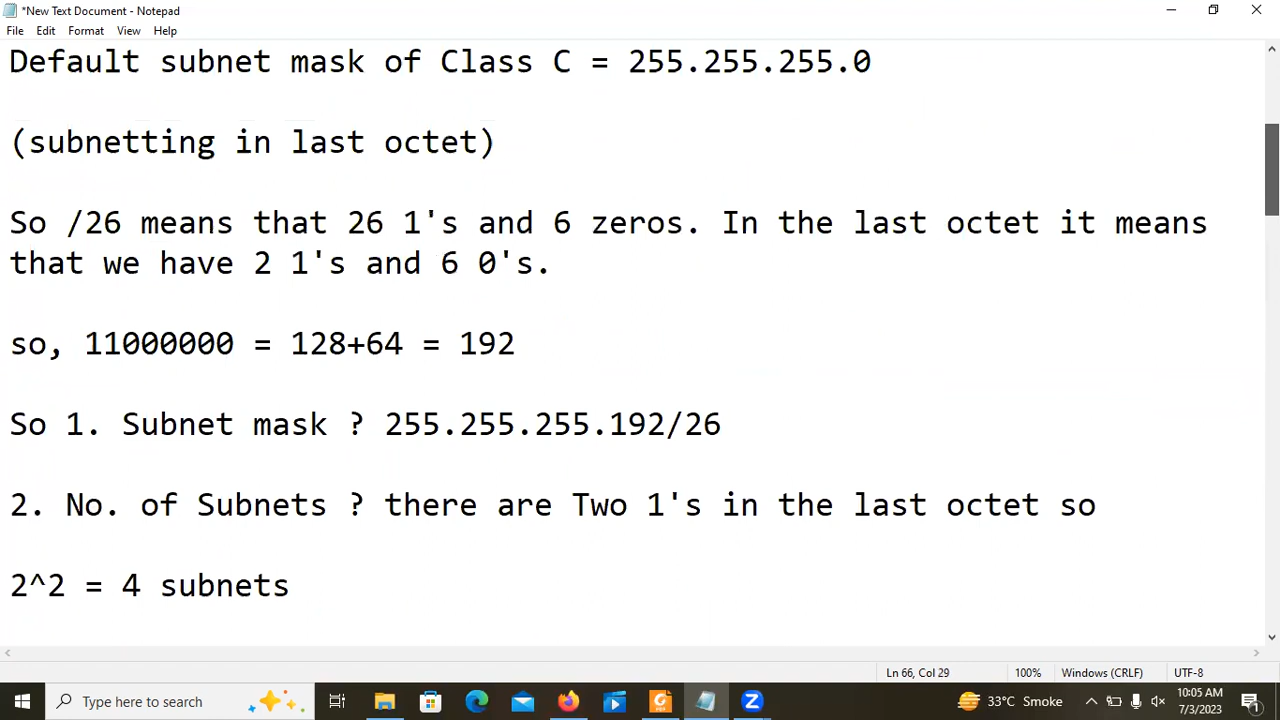 *New Text Document - Notepad
File Edit Format View Help
Default subnet mask of Class C = 255.255.255.0
(subnetting in last octet)
So /26 means that 26 1's and 6 zeros. In the last octet it means
that we have 2 1's and 6 0's.
so, 11000000 = 128+64 = 192
So 1. Subnet mask ? 255.255.255.192/26
2. No. of Subnets ? there are Two 1's in the last octet so
2^2 = 4 subnets
Ln 66, Col 29 100% Windows (CRLF) UTF-8
Type here to search 33°C Smoke 10:05 AM
7/3/2023 1